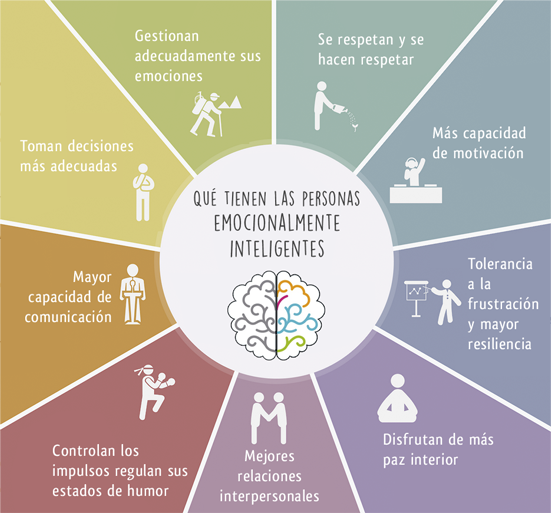 QUÉ TIENEN LAS PERSONAS
EMOCIONALMENTE
INTELIGENTES
Gestionan
adecuadamente sus
emociones
Se respetan y se
hacen respetar
Más capacidad
de motivación
Tolerancia
a la
frustración
y mayor
resiliencia
Disfrutan de más
paz interior
Mejores
relaciones
interpersonales
Controlan los
impulsos regulan sus
estados de humor
Mayor
capacidad de
comunicación
Toman decisiones
más adecuadas